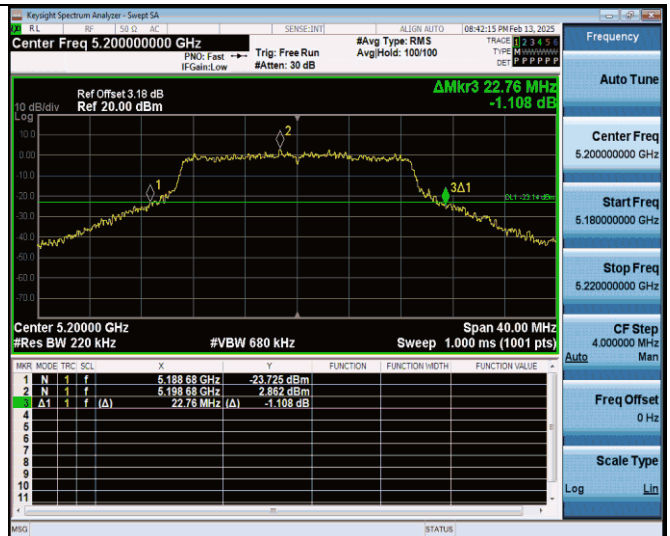 Keysight Spectrum Analyzer - Swept SA
RL RF 50 Ω AC SENSE:INT ALIGN AUTO 08:42:15 PM Feb 13, 2025
Center Freq 5.200000000 GHz
PNO: Fast
IFGain:Low
Trig: Free Run
#Atten: 30 dB
#Avg Type: RMS
Avg|Hold: 100/100
TRACE 1 2 3 4 5 6
TYPE M W W W W W
DET P P P P P P
Ref Offset 3.18 dB
Ref 20.00 dBm
10 dB/div
Log
ΔMkr3 22.76 MHz
-1.108 dB
10.0
0.00
-10.0
-20.0
-30.0
-40.0
-50.0
-60.0
-70.0
1
2
3Δ1
DL1 -23.14 dBm
Center 5.20000 GHz
#Res BW 220 kHz
#VBW 680 kHz
Span 40.00 MHz
Sweep 1.000 ms (1001 pts)
MKR MODE TRC SCL X Y FUNCTION FUNCTION WIDTH FUNCTION VALUE
1 N 1 f 5.188 68 GHz -23.725 dBm
2 N 1 f 5.198 68 GHz 2.862 dBm
3 Δ1 1 f (Δ) 22.76 MHz (Δ) -1.108 dB
4
5
6
7
8
9
10
11
MSG
STATUS
Frequency
Auto Tune
Center Freq
5.200000000 GHz
Start Freq
5.180000000 GHz
Stop Freq
5.220000000 GHz
CF Step
4.000000 MHz
Auto Man
Freq Offset
0 Hz
Scale Type
Log Lin